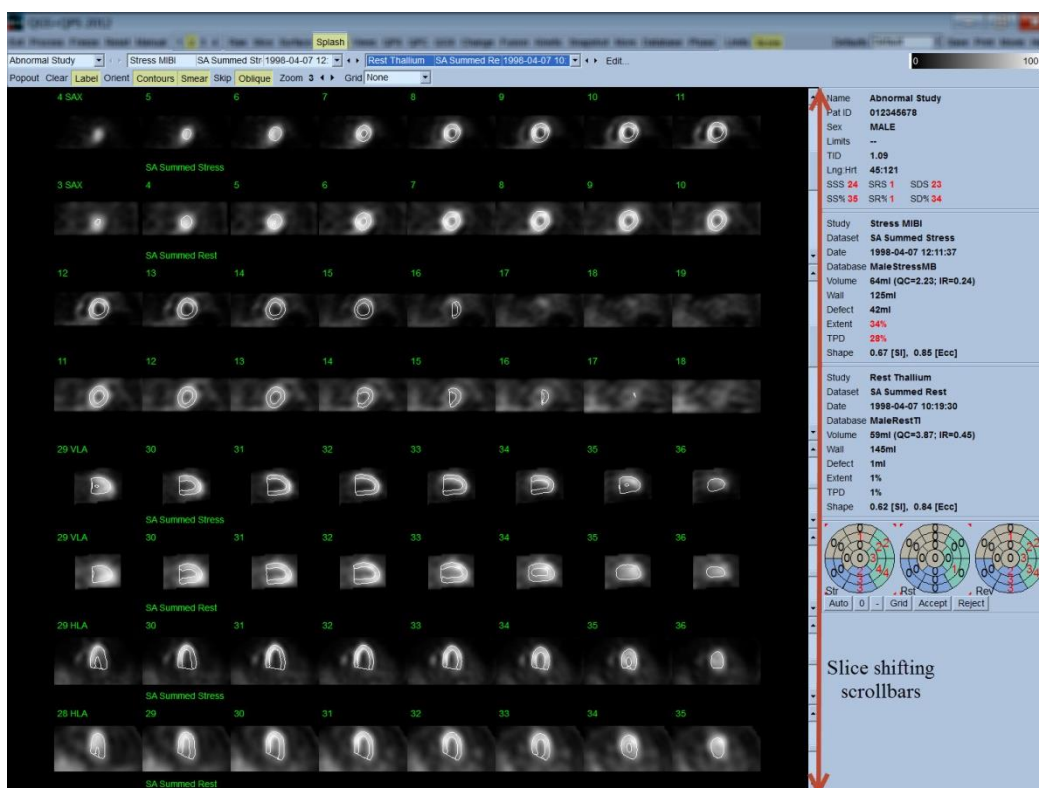 QGS+QPS 2012
Splash
Abnormal Study Stress MIBI SA Summed Str 1998-04-07 12: Rest Thallium SA Summed Re 1998-04-07 10: Edit...
0 100
Popout Clear Label Orient Contours Smear Skip Oblique Zoom 3 Grid None
4 SAX 5 6 7 8 9 10 11
SA Summed Stress
3 SAX 4 5 6 7 8 9 10
SA Summed Rest
12 13 14 15 16 17 18 19
11 12 13 14 15 16 17 18
29 VLA 30 31 32 33 34 35 36
SA Summed Stress
29 VLA 30 31 32 33 34 35 36
SA Summed Rest
29 HLA 30 31 32 33 34 35 36
SA Summed Stress
28 HLA 29 30 31 32 33 34 35
SA Summed Rest
Name Abnormal Study
Pat ID 012345678
Sex MALE
Limits --
TID 1.09
Lng:Hrt 45:121
SSS 24 SRS 1 SDS 23
SS% 35 SR% 1 SD% 34
Study Stress MIBI
Dataset SA Summed Stress
Date 1998-04-07 12:11:37
Database MaleStressMB
Volume 64ml (QC=2.23; IR=0.24)
Wall 125ml
Defect 42ml
Extent 34%
TPD 28%
Shape 0.67 [SI], 0.85 [Ecc]
Study Rest Thallium
Dataset SA Summed Rest
Date 1998-04-07 10:19:30
Database MaleRestTl
Volume 59ml (QC=3.87; IR=0.45)
Wall 145ml
Defect 1ml
Extent 1%
TPD 1%
Shape 0.62 [SI], 0.84 [Ecc]
Str Rst Rev
Auto 0 - Grid Accept Reject
Slice shifting
scrollbars